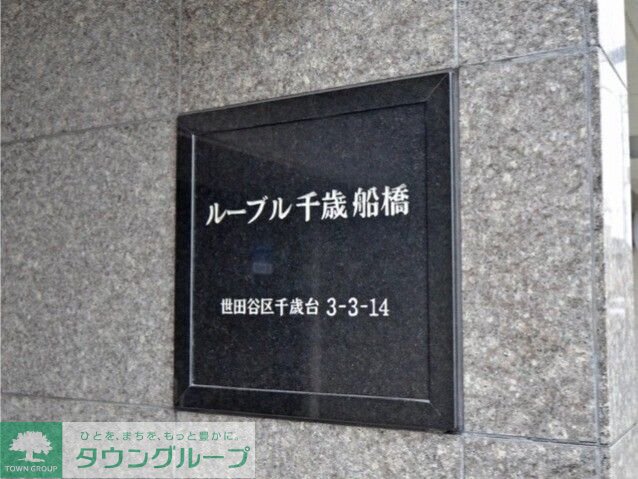 ルーブル千歳船橋
世田谷区千歳台 3-3-14
ひとを、まちを、もっと豊かに。
TOWN GROUP
タウングループ